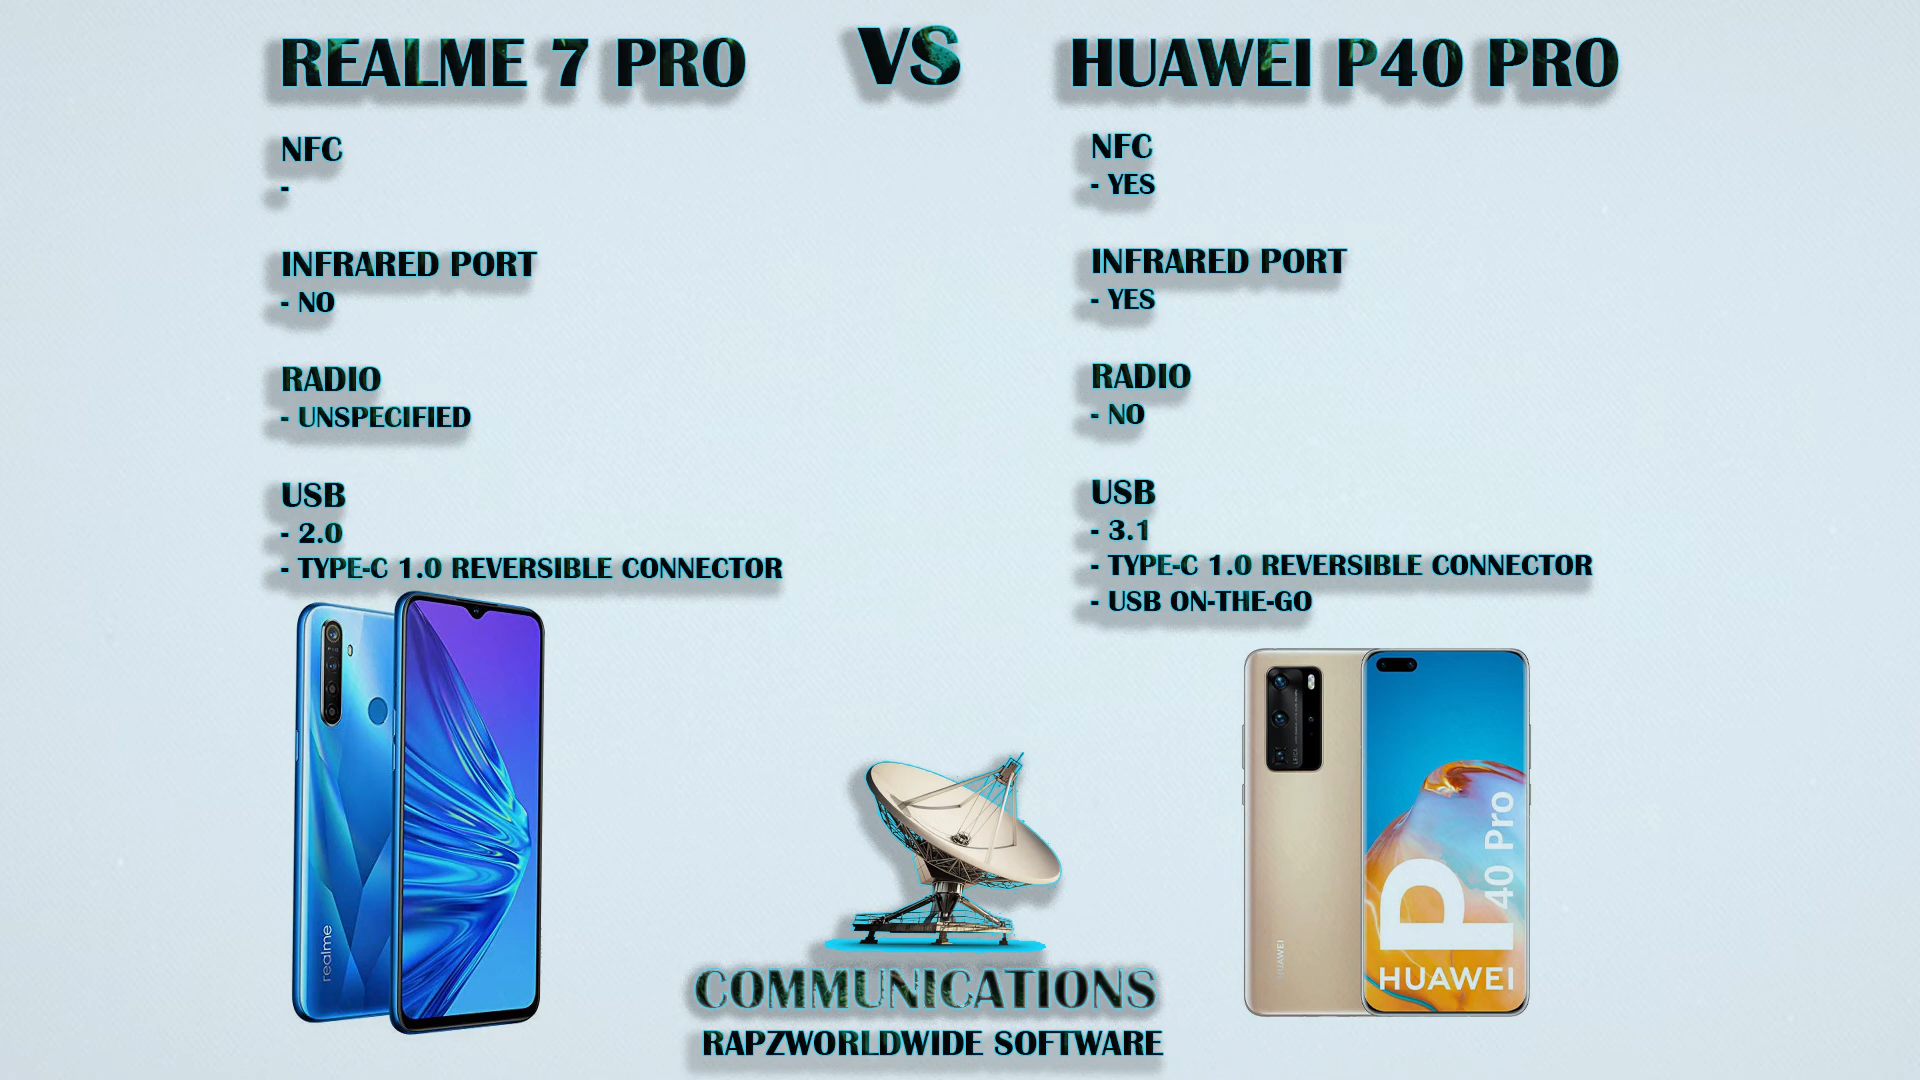 REALME 7 PRO
VS
HUAWEI P40 PRO
NFC
-
INFRARED PORT
- NO
RADIO
- UNSPECIFIED
USB
- 2.0
- TYPE-C 1.0 REVERSIBLE CONNECTOR
NFC
- YES
INFRARED PORT
- YES
RADIO
- NO
USB
- 3.1
- TYPE-C 1.0 REVERSIBLE CONNECTOR
- USB ON-THE-GO
realme
HUAWEI
P
40 Pro
HUAWEI
COMMUNICATIONS
RAPZWORLDWIDE SOFTWARE